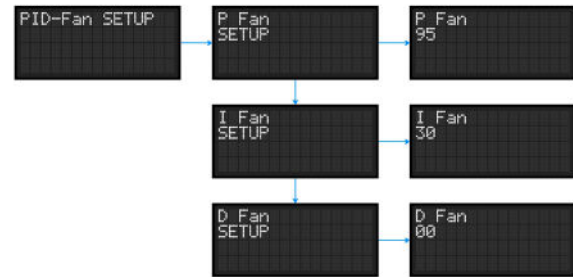 PID-Fan SETUP
P Fan
SETUP
P Fan
95
I Fan
SETUP
I Fan
30
D Fan
SETUP
D Fan
00